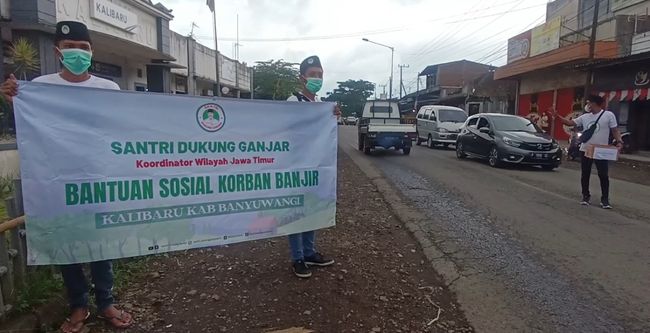 KALIBARU
SANTRI DUKUNG GANJAR
Koordinator Wilayah Jawa Timur
BANTUAN SOSIAL KORBAN BANJIR
KALIBARU KAB BANYUWANGI